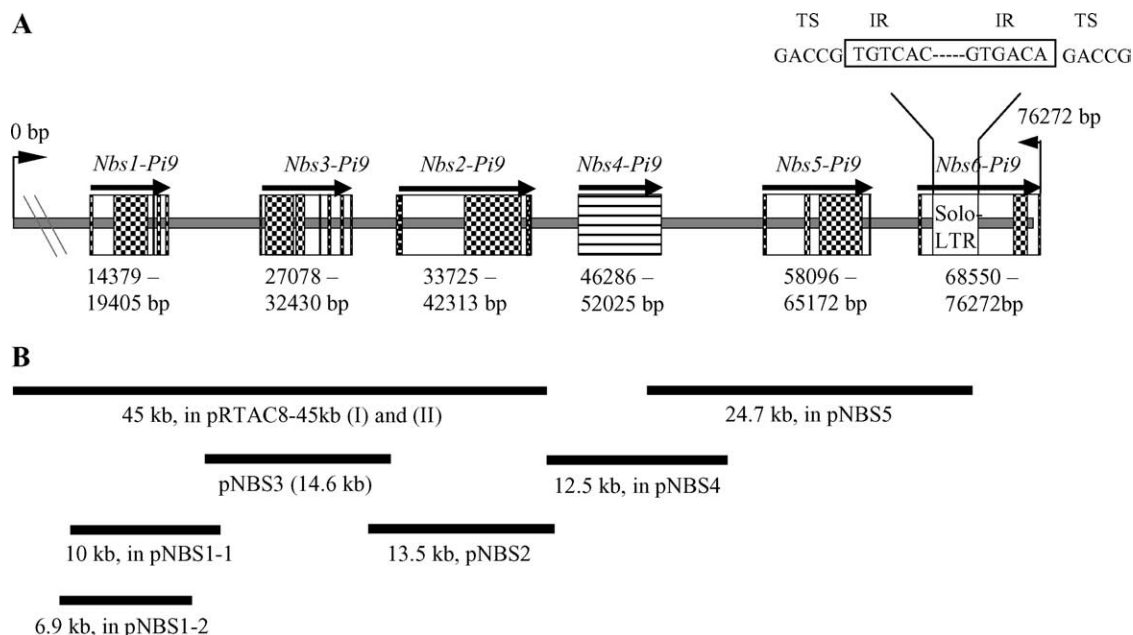 A
TS IR IR TS
GACCG TGTCAC-----GTGACA GACCG
0 bp
76272 bp
Nbs1-Pi9 Nbs3-Pi9 Nbs2-Pi9 Nbs4-Pi9 Nbs5-Pi9 Nbs6-Pi9
Solo-
LTR
14379 – 27078 – 33725 – 46286 – 58096 – 68550 –
19405 bp 32430 bp 42313 bp 52025 bp 65172 bp 76272bp
B
45 kb, in pRTAC8-45kb (I) and (II) 24.7 kb, in pNBS5
pNBS3 (14.6 kb) 12.5 kb, in pNBS4
10 kb, in pNBS1-1 13.5 kb, pNBS2
6.9 kb, in pNBS1-2